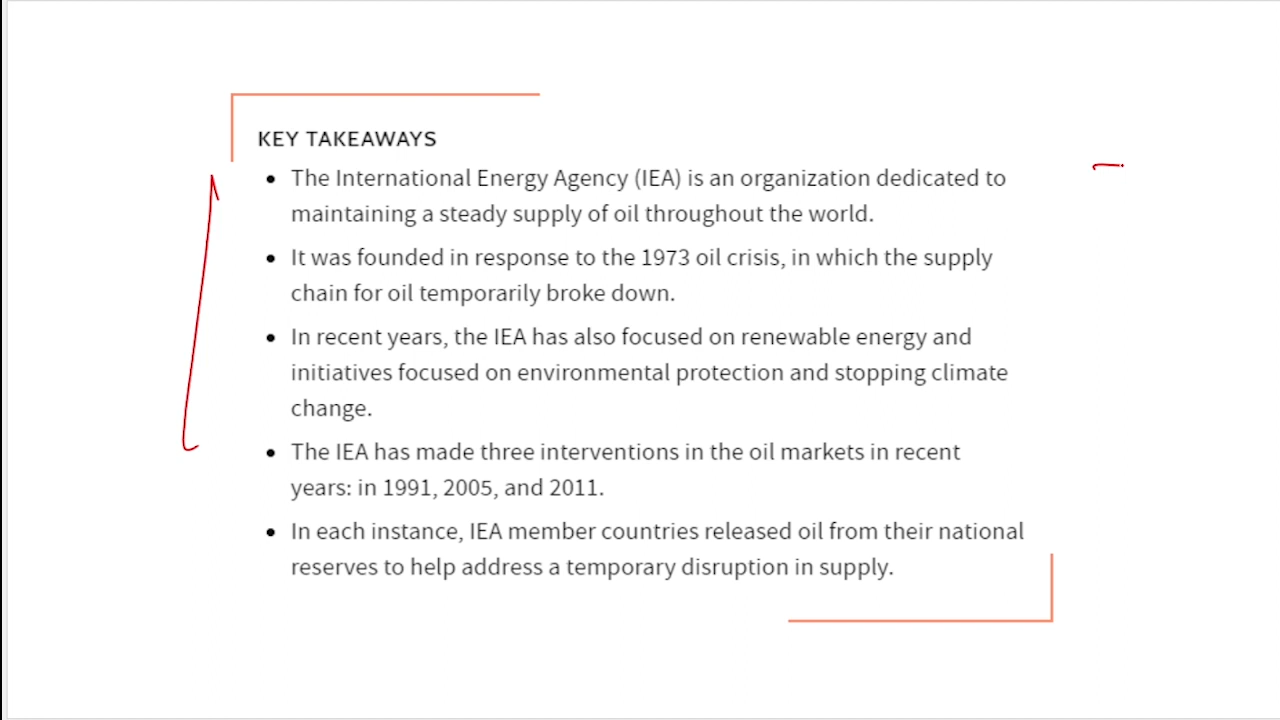 KEY TAKEAWAYS
• The International Energy Agency (IEA) is an organization dedicated to
maintaining a steady supply of oil throughout the world.
• It was founded in response to the 1973 oil crisis, in which the supply
chain for oil temporarily broke down.
• In recent years, the IEA has also focused on renewable energy and
initiatives focused on environmental protection and stopping climate
change.
• The IEA has made three interventions in the oil markets in recent
years: in 1991, 2005, and 2011.
• In each instance, IEA member countries released oil from their national
reserves to help address a temporary disruption in supply.